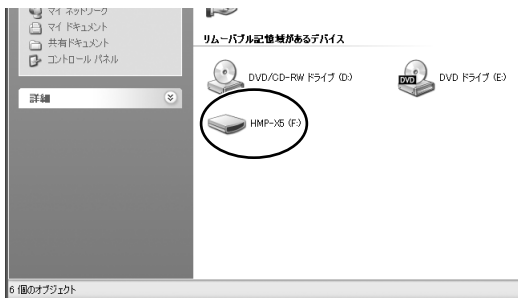 マイ ネットワーク
マイ ドキュメント
共有ドキュメント
コントロール パネル
詳細
リムーバブル記憶域があるデバイス
DVD/CD-RW ドライブ (D:)
DVD
DVD ドライブ (E:)
HMP-X5 (F:)
6 個のオブジェクト